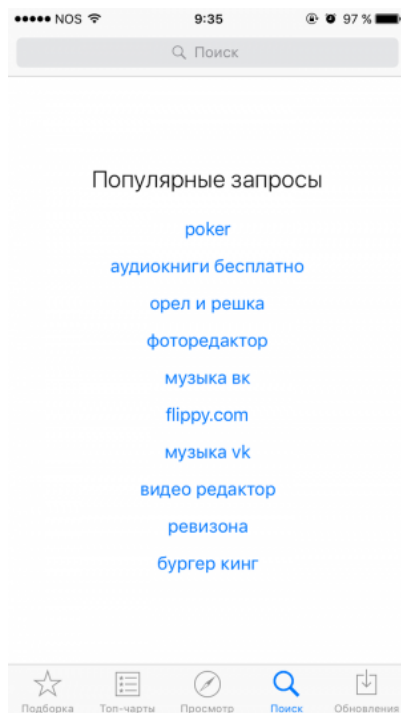 NOS 9:35 97 %
Поиск
Популярные запросы
poker
аудиокниги бесплатно
орел и решка
фоторедактор
музыка вк
flippy.com
музыка vk
видео редактор
ревизона
бургер кинг
Подборка Топ-чарты Просмотр Поиск Обновления